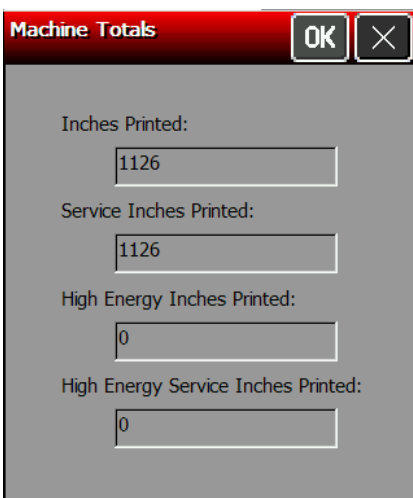 Machine Totals OK
Inches Printed:
1126
Service Inches Printed:
1126
High Energy Inches Printed:
0
High Energy Service Inches Printed:
0